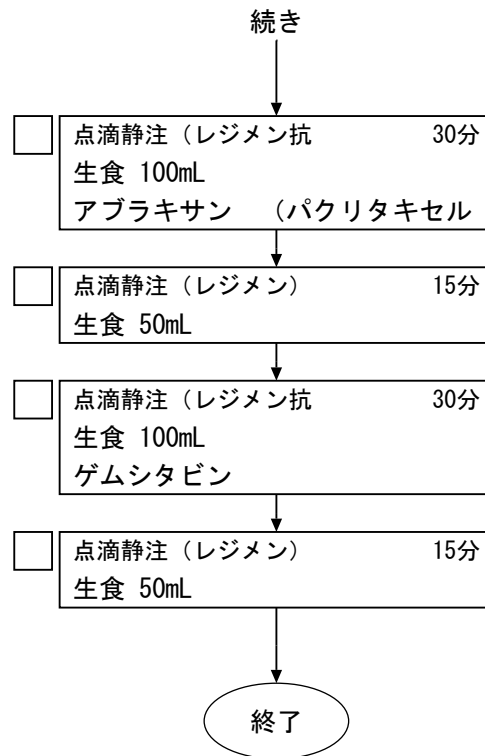 続き
点滴静注（レジメン抗 30分
生食 100mL
アブラキサン （パクリタキセル
点滴静注（レジメン） 15分
生食 50mL
点滴静注（レジメン抗 30分
生食 100mL
ゲムシタビン
点滴静注（レジメン） 15分
生食 50mL
終了